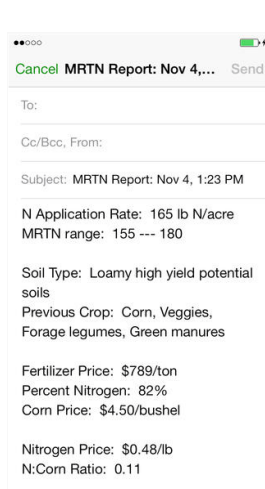 Cancel MRTN Report: Nov 4,... Send
To:
Cc/Bcc, From:
Subject: MRTN Report: Nov 4, 1:23 PM
N Application Rate: 165 lb N/acre
MRTN range: 155 --- 180
Soil Type: Loamy high yield potential
soils
Previous Crop: Corn, Veggies,
Forage legumes, Green manures
Fertilizer Price: $789/ton
Percent Nitrogen: 82%
Corn Price: $4.50/bushel
Nitrogen Price: $0.48/lb
N:Corn Ratio: 0.11